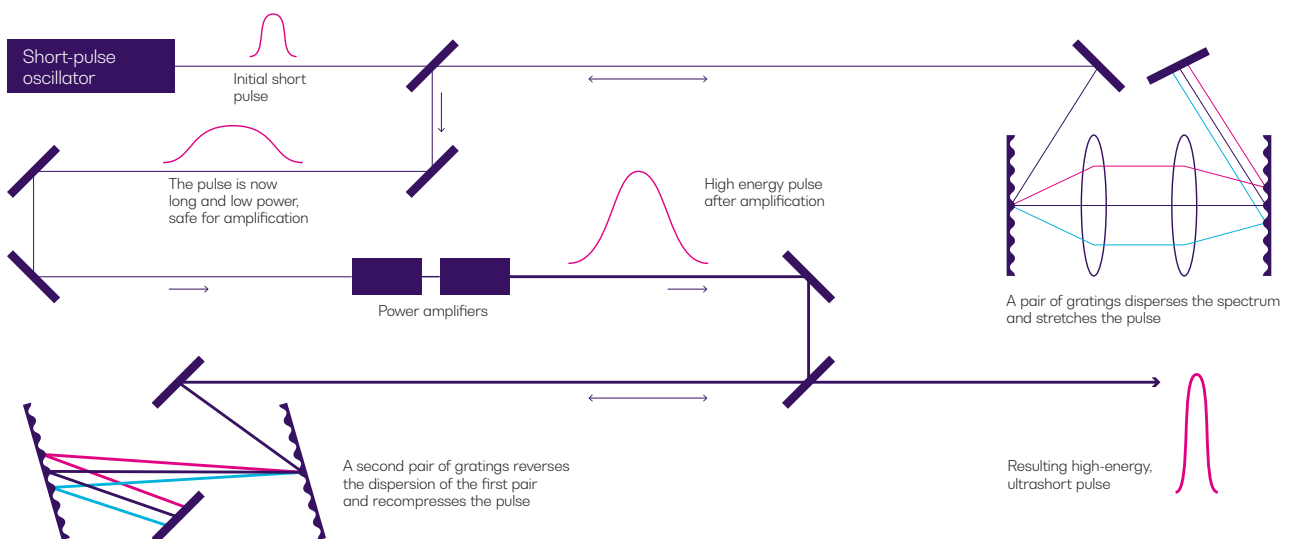 Short-pulse
oscillator
Initial short
pulse
The pulse is now
long and low power,
safe for amplification
High energy pulse
after amplification
Power amplifiers
A pair of gratings disperses the spectrum
and stretches the pulse
A second pair of gratings reverses
the dispersion of the first pair
and recompresses the pulse
Resulting high-energy,
ultrashort pulse